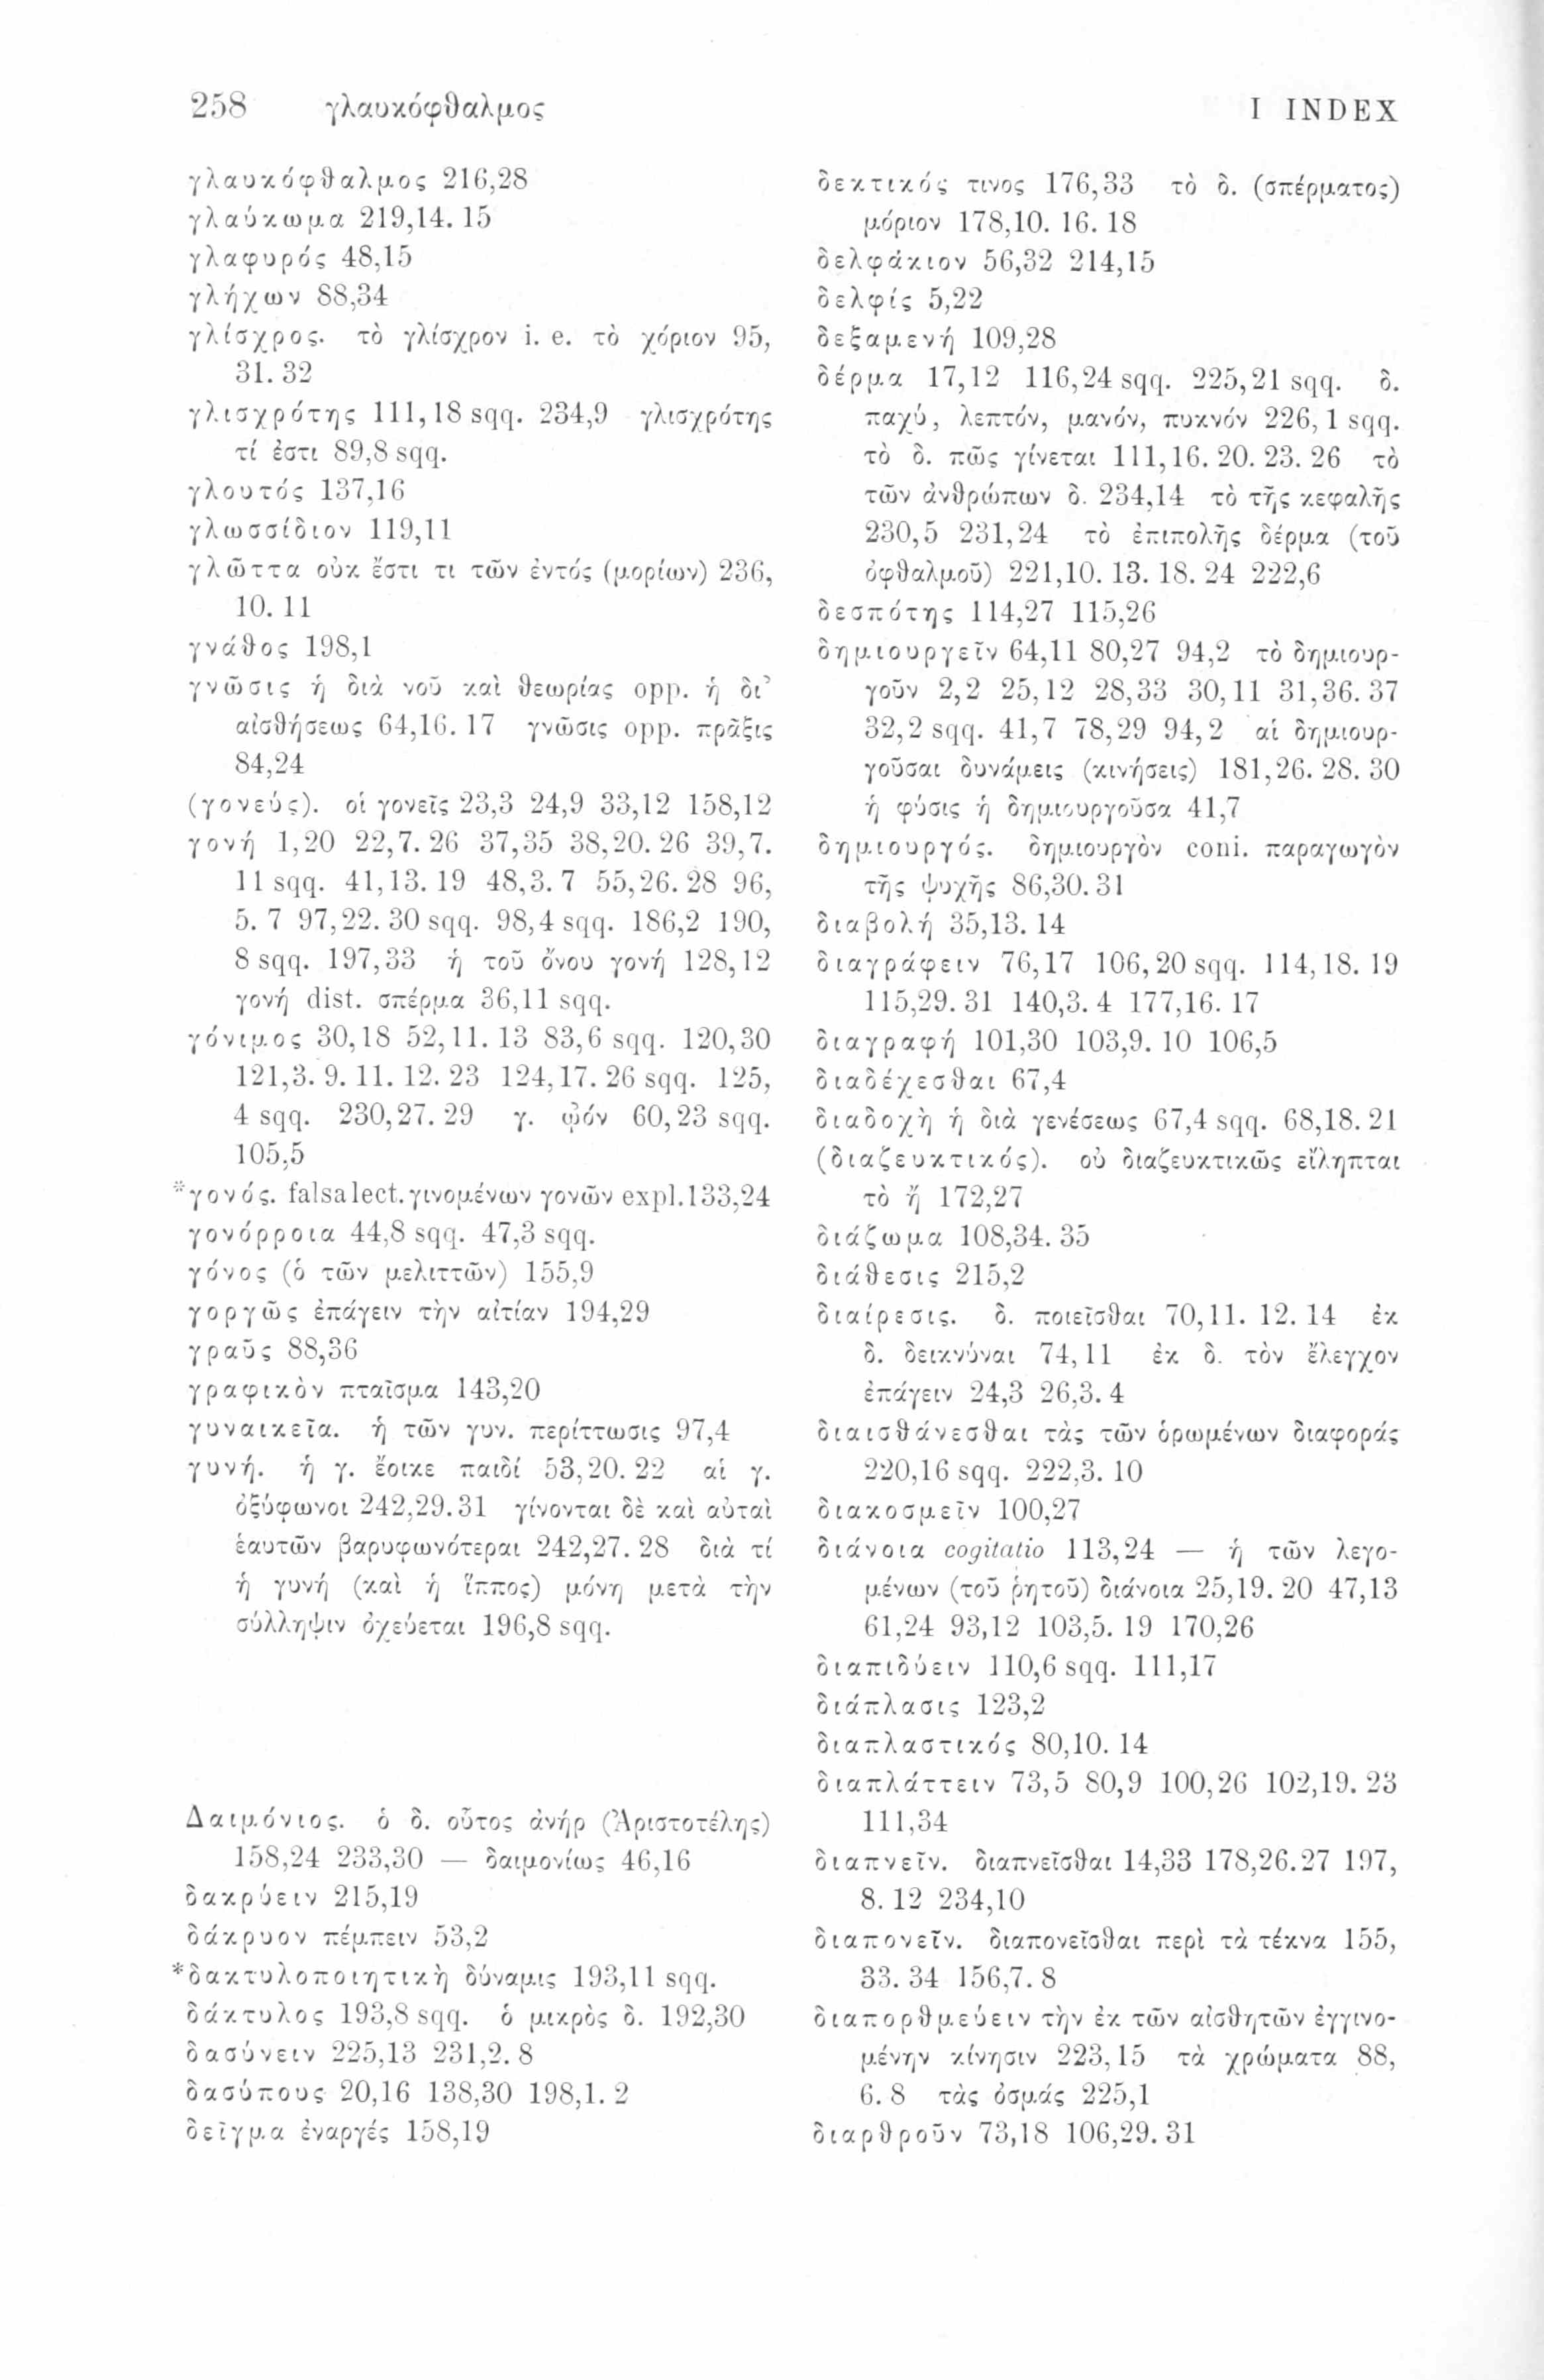 258 γλαυκόφθαλμος I INDEX
γλαυκόφθαλμος 216,28
γλαύκωμα 219,14. 15
γλαφυρός 48,15
γλήχων 88,34
γλίσχρος. τὸ γλίσχρον i. e. τὸ χόριον 95,
31. 32
γλισχρότης 111,18 sqq. 234,9 γλισχρότης
τί ἐστι 89,8 sqq.
γλουτός 137,16
γλωσσίδιον 119,11
γλῶττα οὐκ ἔστι τι τῶν ἐντός (μορίων) 236,
10. 11
γνάθος 198,1
γνῶσις ἡ διὰ νοῦ καὶ θεωρίας opp. ἡ δι’
αἰσθήσεως 64,16. 17 γνῶσις opp. πρᾶξις
84,24
(γονεύς). οἱ γονεῖς 23,3 24,9 33,12 158,12
γονή 1,20 22,7. 26 37,35 38,20. 26 39,7.
11 sqq. 41,13. 19 48,3. 7 55,26. 28 96,
5. 7 97,22. 30 sqq. 98,4 sqq. 186,2 190,
8 sqq. 197,33 ἡ τοῦ ὄνου γονή 128,12
γονή dist. σπέρμα 36,11 sqq.
γόνιμος 30,18 52,11. 13 83,6 sqq. 120,30
121,3. 9. 11. 12. 23 124,17. 26 sqq. 125,
4 sqq. 230,27. 29 γ. ᾠόν 60,23 sqq.
105,5
*γονός. falsa lect. γινομένων γονῶν expl. 133,24
γονόρροια 44,8 sqq. 47,3 sqq.
γόνος (ὁ τῶν μελιττῶν) 155,9
γοργῶς ἐπάγειν τὴν αἰτίαν 194,29
γραῦς 88,36
γραφικὸν πταῖσμα 143,20
γυναικεῖα. ἡ τῶν γυν. περίττωσις 97,4
γυνή. ἡ γ. ἔοικε παιδί 53,20. 22 αἱ γ.
ὀξύφωνοι 242,29. 31 γίνονται δὲ καὶ αὐταὶ
ἑαυτῶν βαρυφωνότεραι 242,27. 28 διὰ τί
ἡ γυνή (καὶ ἡ ἵππος) μόνη μετὰ τὴν
σύλληψιν ὀχεύεται 196,8 sqq.
Δαιμόνιος. ὁ δ. οὗτος ἀνήρ (Ἀριστοτέλης)
158,24 233,30 — δαιμονίως 46,16
δακρύειν 215,19
δάκρυον πέμπειν 53,2
*δακτυλοποιητικὴ δύναμις 193,11 sqq.
δάκτυλος 193,8 sqq. ὁ μικρὸς δ. 192,30
δασύνειν 225,13 231,2. 8
δασύπους 20,16 138,30 198,1. 2
δεῖγμα ἐναργές 158,19
δεκτικός τινος 176,33 τὸ δ. (σπέρματος)
μόριον 178,10. 16. 18
δελφάκιον 56,32 214,15
δελφίς 5,22
δεξαμενή 109,28
δέρμα 17,12 116,24 sqq. 225,21 sqq. δ.
παχύ, λεπτόν, μανόν, πυκνόν 226,1 sqq.
τὸ δ. πῶς γίνεται 111,16. 20. 23. 26 τὸ
τῶν ἀνθρώπων δ. 234,14 τὸ τῆς κεφαλῆς
230,5 231,24 τὸ ἐπιπολῆς δέρμα (τοῦ
ὀφθαλμοῦ) 221,10. 13. 18. 24 222,6
δεσπότης 114,27 115,26
δημιουργεῖν 64,11 80,27 94,2 τὸ δημιουρ-
γοῦν 2,2 25,12 28,33 30,11 31,36. 37
32,2 sqq. 41,7 78,29 94,2 αἱ δημιουρ-
γοῦσαι δυνάμεις (κινήσεις) 181,26. 28. 30
ἡ φύσις ἡ δημιουργοῦσα 41,7
δημιουργός. δημιουργὸν coni. παραγωγὸν
τῆς ψυχῆς 86,30. 31
διαβολή 35,13. 14
διαγράφειν 76,17 106,20 sqq. 114,18. 19
115,29. 31 140,3. 4 177,16. 17
διαγραφή 101,30 103,9. 10 106,5
διαδέχεσθαι 67,4
διαδοχὴ ἡ διὰ γενέσεως 67,4 sqq. 68,18. 21
(διαζευκτικός). οὐ διαζευκτικῶς εἴληπται
τὸ ἤ 172,27
διάζωμα 108,34. 35
διάθεσις 215,2
διαίρεσις. δ. ποιεῖσθαι 70,11. 12. 14 ἐκ
δ. δεικνύναι 74,11 ἐκ δ. τὸν ἔλεγχον
ἐπάγειν 24,3 26,3. 4
διαισθάνεσθαι τὰς τῶν ὁρωμένων διαφοράς
220,16 sqq. 222,3. 10
διακοσμεῖν 100,27
διάνοια cogitatio 113,24 — ἡ τῶν λεγο-
μένων (τοῦ ῥητοῦ) διάνοια 25,19. 20 47,13
61,24 93,12 103,5. 19 170,26
διαπιδύειν 110,6 sqq. 111,17
διάπλασις 123,2
διαπλαστικός 80,10. 14
διαπλάττειν 73,5 80,9 100,26 102,19. 23
111,34
διαπνεῖν. διαπνεῖσθαι 14,33 178,26. 27 197,
8. 12 234,10
διαπονεῖν. διαπονεῖσθαι περὶ τὰ τέκνα 155,
33. 34 156,7. 8
διαπορθμεύειν τὴν ἐκ τῶν αἰσθητῶν ἐγγινο-
μένην κίνησιν 223,15 τὰ χρώματα 88,
6. 8 τὰς ὀσμάς 225,1
διαρθροῦν 73,18 106,29. 31